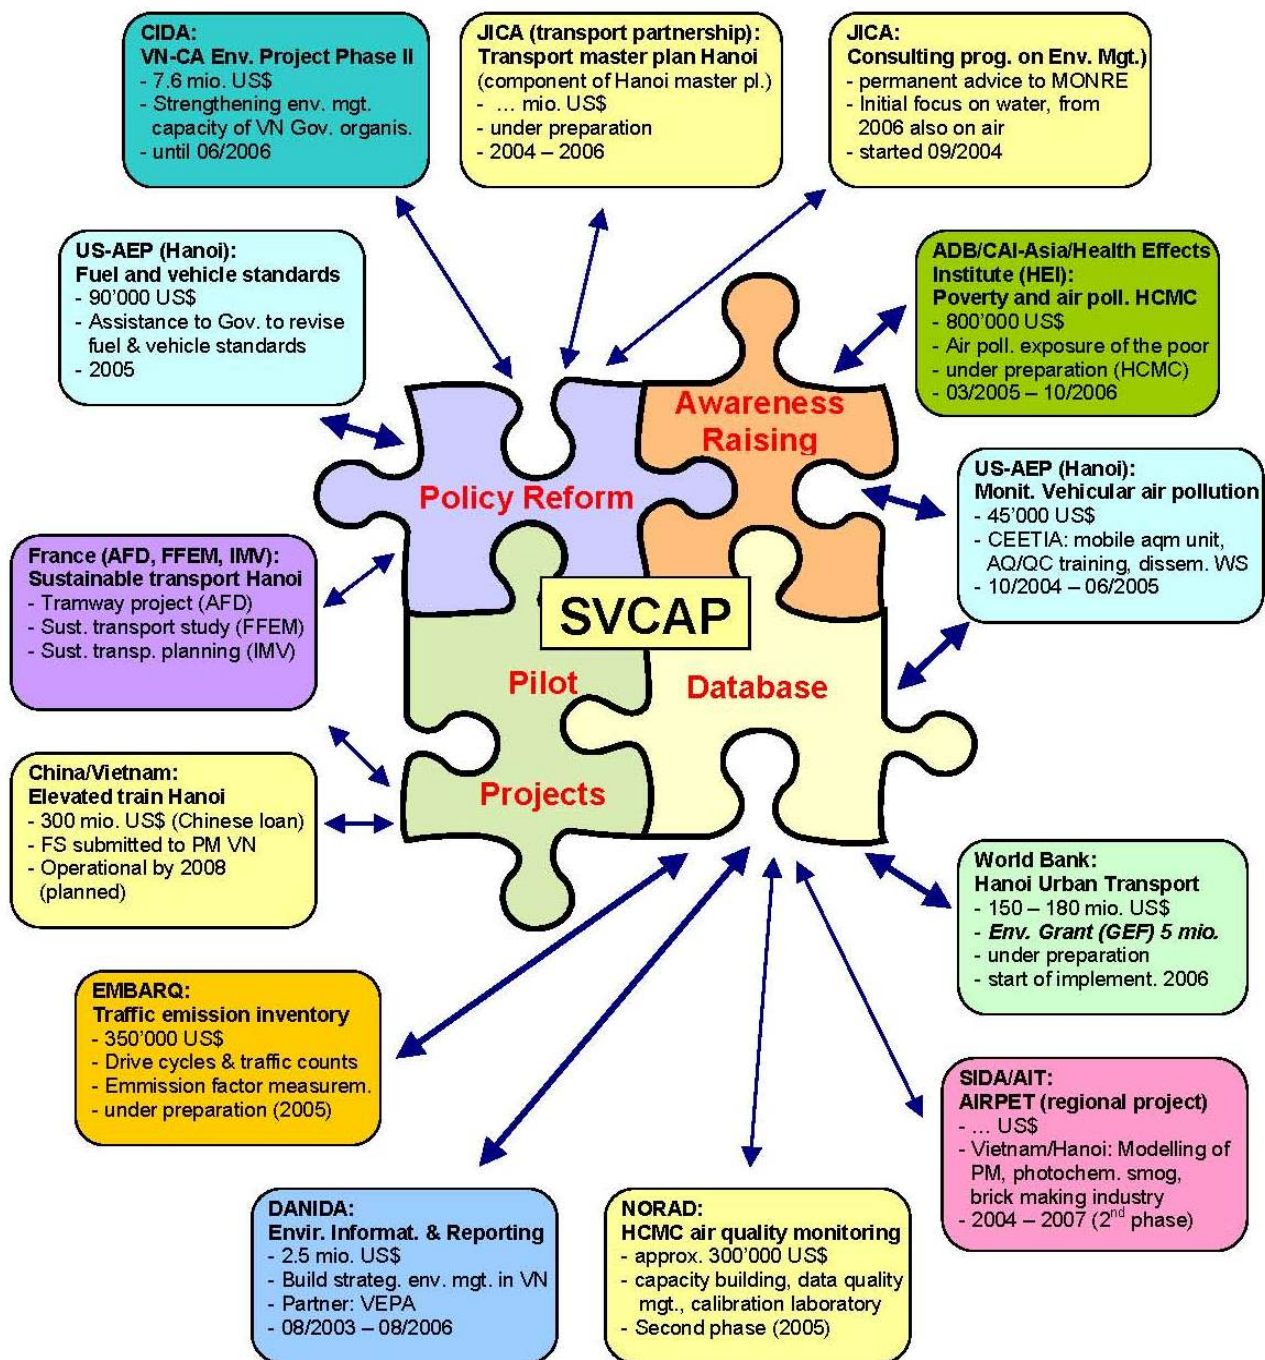 CIDA:
VN-CA Env. Project Phase II
- 7.6 mio. US$
- Strengthening env. mgt.
capacity of VN Gov. organis.
- until 06/2006
JICA (transport partnership):
Transport master plan Hanoi
(component of Hanoi master pl.)
- ... mio. US$
- under preparation
- 2004 – 2006
JICA:
Consulting prog. on Env. Mgt.)
- permanent advice to MONRE
- Initial focus on water, from
2006 also on air
- started 09/2004
US-AEP (Hanoi):
Fuel and vehicle standards
- 90'000 US$
- Assistance to Gov. to revise
fuel & vehicle standards
- 2005
ADB/CAI-Asia/Health Effects
Institute (HEI):
Poverty and air poll. HCMC
- 800'000 US$
- Air poll. exposure of the poor
- under preparation (HCMC)
- 03/2005 – 10/2006
Awareness
Raising
Policy Reform
US-AEP (Hanoi):
Monit. Vehicular air pollution
- 45'000 US$
- CEETIA: mobile aqm unit,
AQ/QC training, dissem. WS
- 10/2004 – 06/2005
France (AFD, FFEM, IMV):
Sustainable transport Hanoi
- Tramway project (AFD)
- Sust. transport study (FFEM)
- Sust. transp. planning (IMV)
SVCAP
Pilot
Projects
Database
China/Vietnam:
Elevated train Hanoi
- 300 mio. US$ (Chinese loan)
- FS submitted to PM VN
- Operational by 2008
(planned)
World Bank:
Hanoi Urban Transport
- 150 – 180 mio. US$
- Env. Grant (GEF) 5 mio.
- under preparation
- start of implement. 2006
EMBARQ:
Traffic emission inventory
- 350'000 US$
- Drive cycles & traffic counts
- Emmission factor measurem.
- under preparation (2005)
SIDA/AIT:
AIRPET (regional project)
- ... US$
- Vietnam/Hanoi: Modelling of
PM, photochem. smog,
brick making industry
- 2004 – 2007 (2nd phase)
DANIDA:
Envir. Informat. & Reporting
- 2.5 mio. US$
- Build strateg. env. mgt. in VN
- Partner: VEPA
- 08/2003 – 08/2006
NORAD:
HCMC air quality monitoring
- approx. 300'000 US$
- capacity building, data quality
mgt., calibration laboratory
- Second phase (2005)